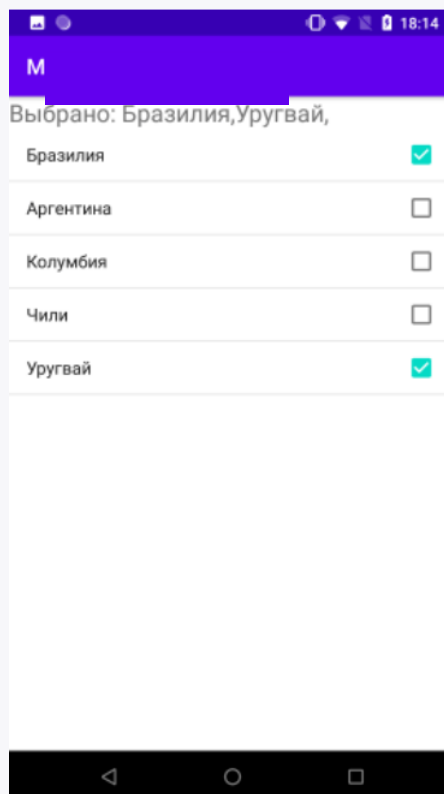 18:14
M
Выбрано: Бразилия,Уругвай,
Бразилия
Аргентина
Колумбия
Чили
Уругвай